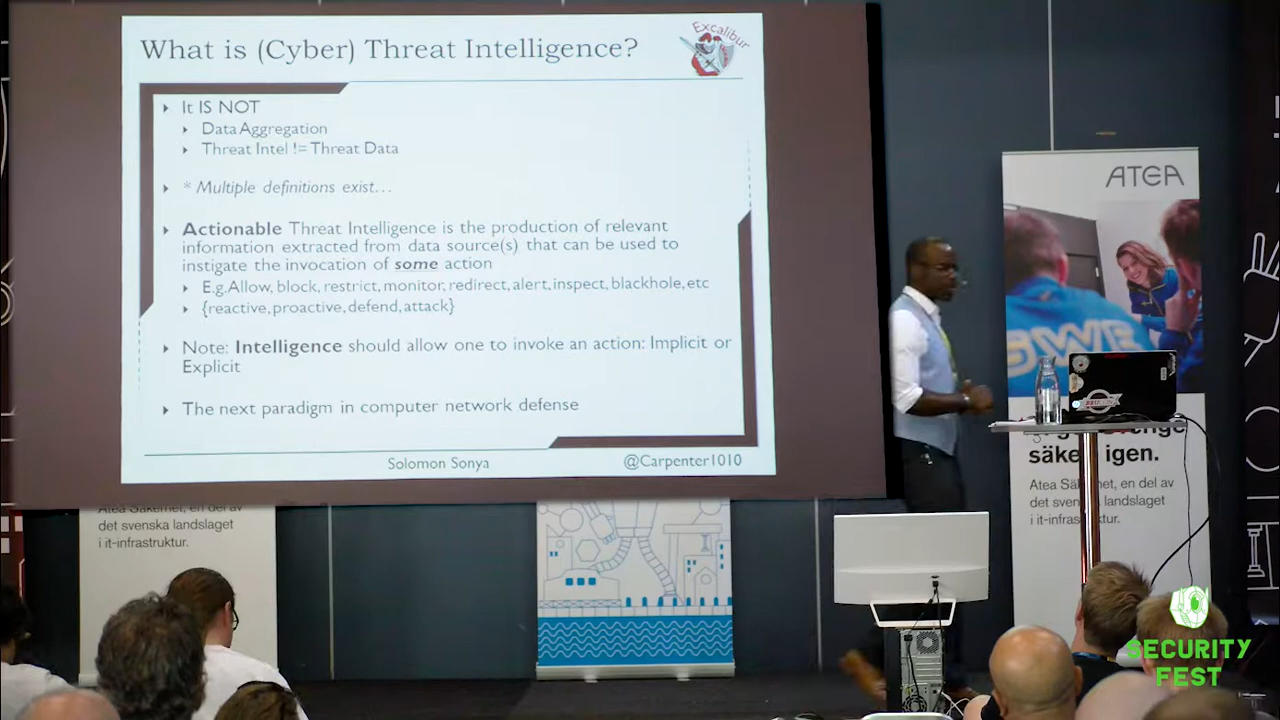 What is (Cyber) Threat Intelligence?
Excalibur
It IS NOT
Data Aggregation
Threat Intel != Threat Data
* Multiple definitions exist…
Actionable Threat Intelligence is the production of relevant
information extracted from data source(s) that can be used to
instigate the invocation of some action
E.g. Allow, block, restrict, monitor, redirect, alert, inspect, blackhole, etc
{reactive, proactive, defend, attack}
Note: Intelligence should allow one to invoke an action: Implicit or
Explicit
The next paradigm in computer network defense
Solomon Sonya
@Carpenter1010
ATEA
igen.
Atea Säkerhet, en del av
det svenska landslaget
i it-infrastruktur.
det svenska landslaget
i it-infrastruktur.
SECURITY
FEST